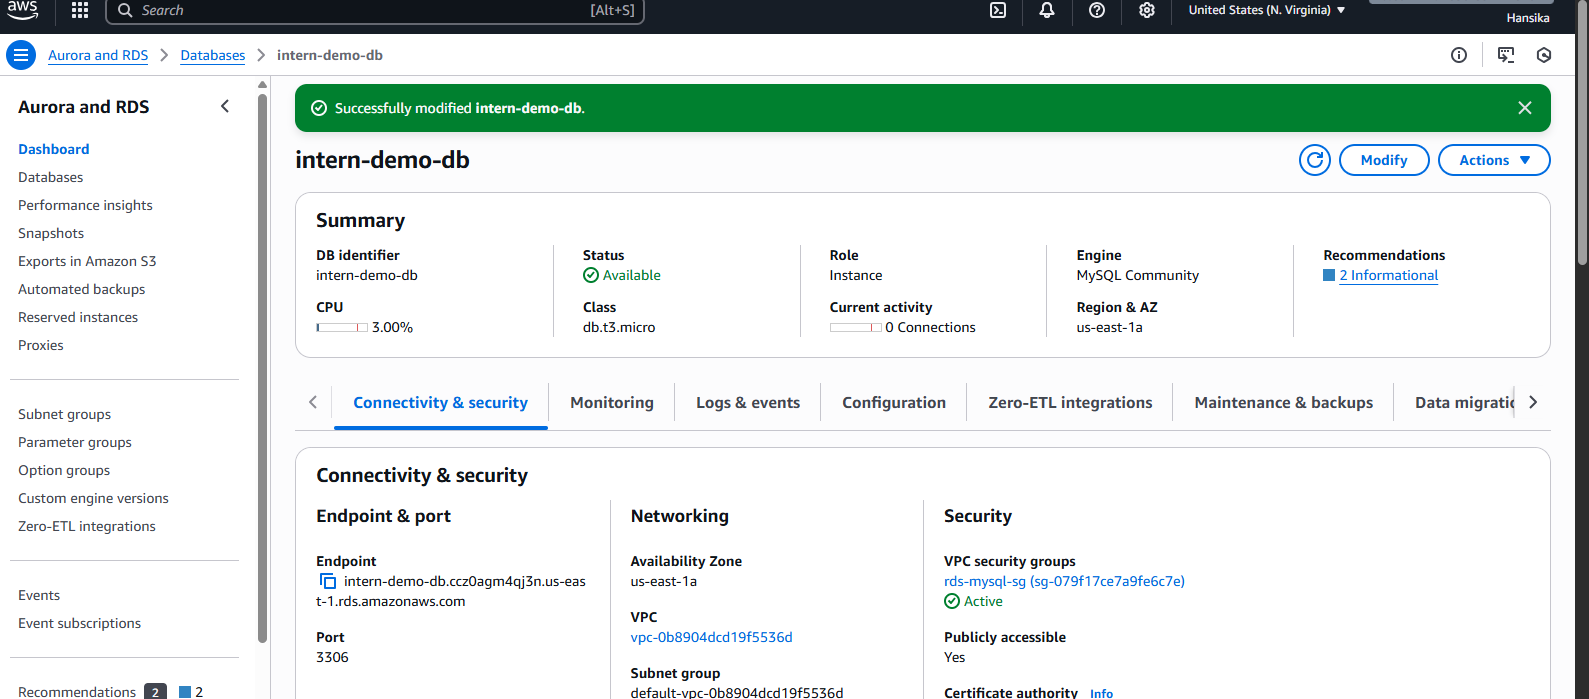 aws
Search
[Alt+S]
United States (N. Virginia)
Hansika
Aurora and RDS
Databases
intern-demo-db
Aurora and RDS
Dashboard
Databases
Performance insights
Snapshots
Exports in Amazon S3
Automated backups
Reserved instances
Proxies
Subnet groups
Parameter groups
Option groups
Custom engine versions
Zero-ETL integrations
Events
Event subscriptions
Recommendations 2 2
Successfully modified intern-demo-db.
intern-demo-db
Modify
Actions
Summary
DB identifier
intern-demo-db
CPU
3.00%
Status
Available
Class
db.t3.micro
Role
Instance
Current activity
0 Connections
Engine
MySQL Community
Region & AZ
us-east-1a
Recommendations
2 Informational
Connectivity & security
Monitoring
Logs & events
Configuration
Zero-ETL integrations
Maintenance & backups
Data migratio
Connectivity & security
Endpoint & port
Endpoint
intern-demo-db.ccz0agm4qj3n.us-eas
t-1.rds.amazonaws.com
Port
3306
Networking
Availability Zone
us-east-1a
VPC
vpc-0b8904dcd19f5536d
Subnet group
default-vpc-0b8904dcd19f5536d
Security
VPC security groups
rds-mysql-sg (sg-079f17ce7a9fe6c7e)
Active
Publicly accessible
Yes
Certificate authority Info